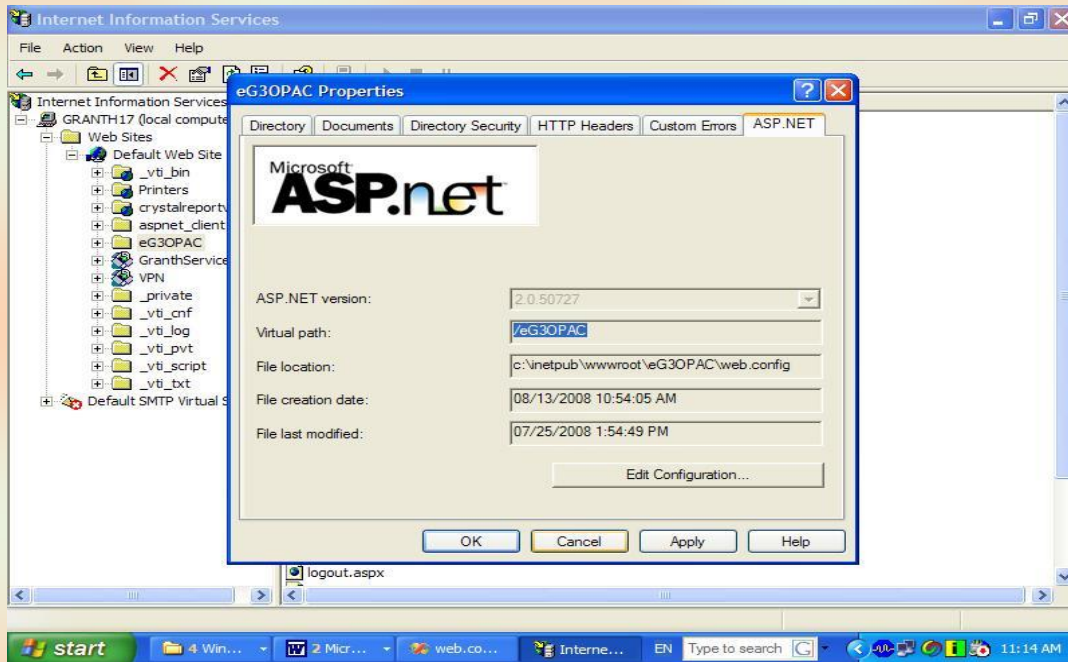 Internet Information Services
File Action View Help
Internet Information Services
GRANTH17 (local compute
Web Sites
Default Web Site
_vti_bin
Printers
crystalreportv
aspnet_client
eG3OPAC
GranthService
VPN
_private
_vti_cnf
_vti_log
_vti_pvt
_vti_script
_vti_txt
Default SMTP Virtual S
eG3OPAC Properties
Directory Documents Directory Security HTTP Headers Custom Errors ASP.NET
Microsoft
ASP.net
ASP.NET version: 2.0.50727
Virtual path: /eG3OPAC
File location: c:\inetpub\wwwroot\eG3OPAC\web.config
File creation date: 08/13/2008 10:54:05 AM
File last modified: 07/25/2008 1:54:49 PM
Edit Configuration...
OK Cancel Apply Help
logout.aspx
start 4 Win... 2 Micr... web.co... Interne... EN Type to search G 11:14 AM